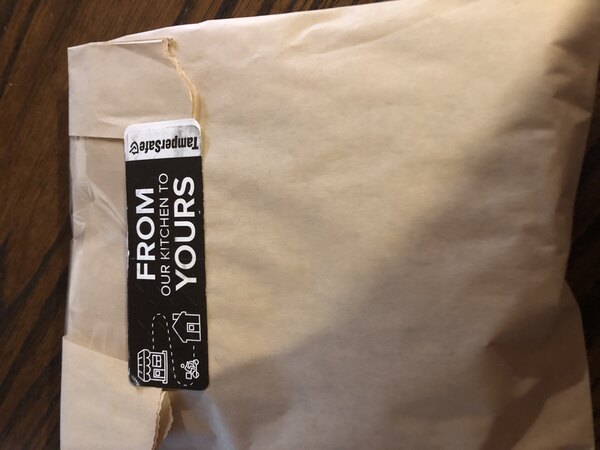 TamperSafe
FROM
OUR KITCHEN TO
YOURS